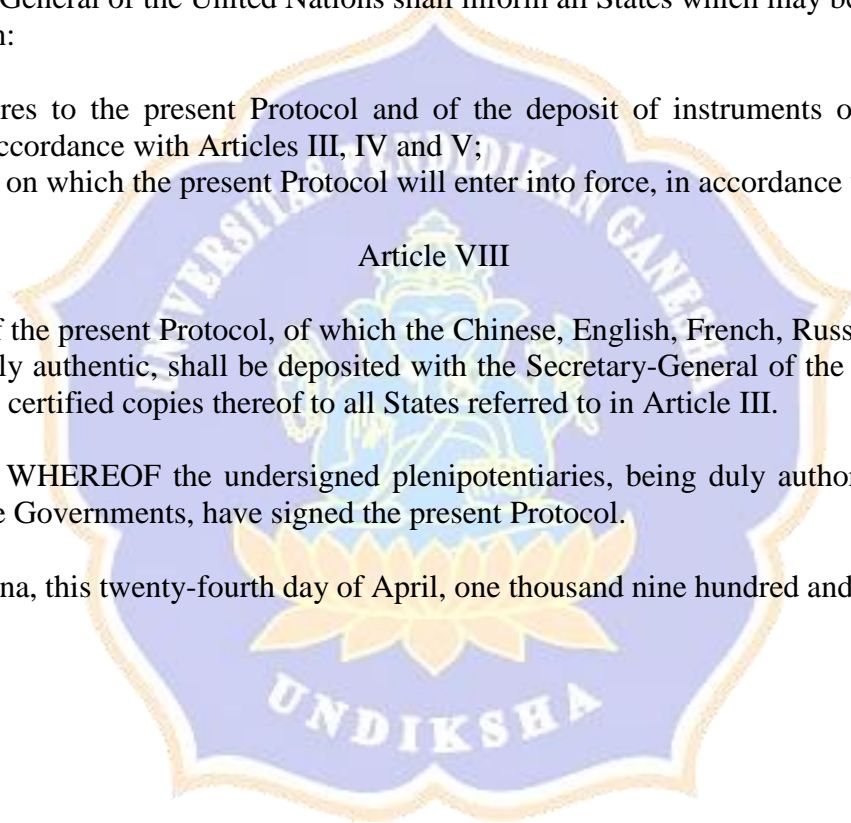 General of the United Nations shall inform all States which may be
n:
res to the present Protocol and of the deposit of instruments o
ccordance with Articles III, IV and V;
on which the present Protocol will enter into force, in accordance
Article VIII
f the present Protocol, of which the Chinese, English, French, Russ
ly authentic, shall be deposited with the Secretary-General of the
certified copies thereof to all States referred to in Article III.
WHEREOF the undersigned plenipotentiaries, being duly author
e Governments, have signed the present Protocol.
na, this twenty-fourth day of April, one thousand nine hundred and
UNIVERSITAS PENDIDIKAN GANESHA
UNDIKSHA